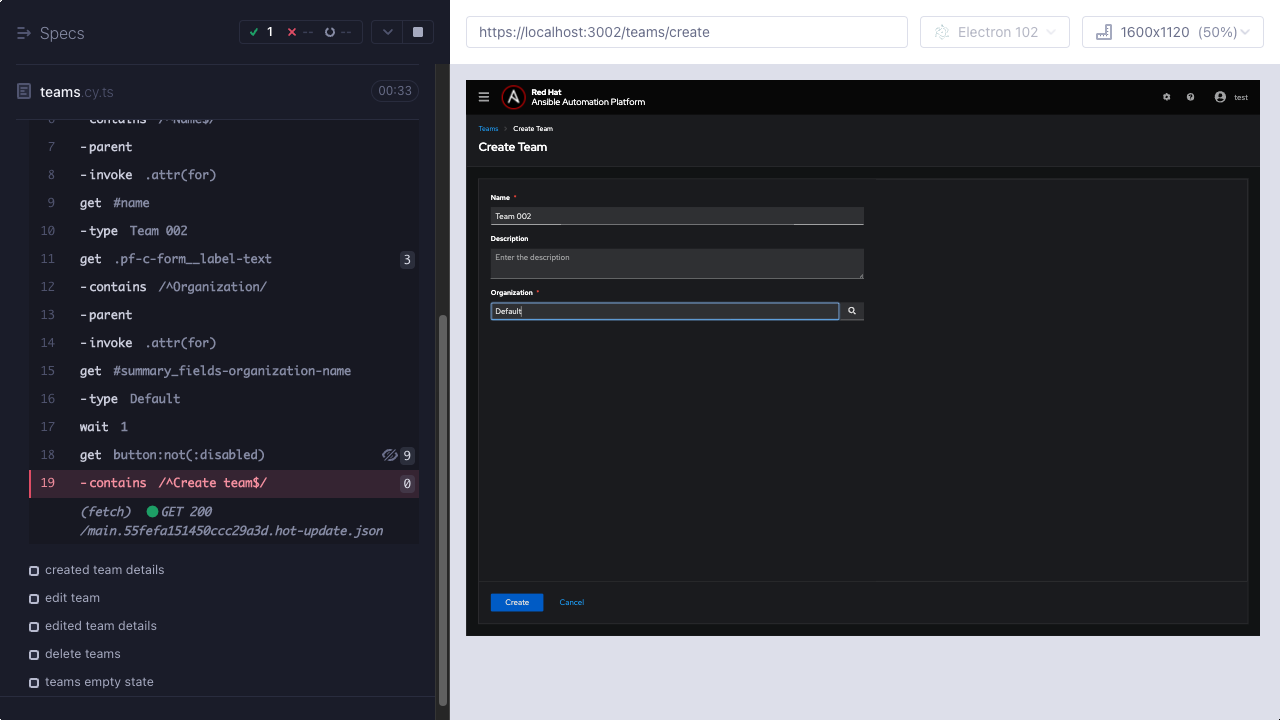 Specs
1
--
--
teams.cy.ts
00:33
6 -contains /^Name$/
7 -parent
8 -invoke .attr(for)
9 get #name
10 -type Team 002
11 get .pf-c-form__label-text 3
12 -contains /^Organization/
13 -parent
14 -invoke .attr(for)
15 get #summary_fields-organization-name
16 -type Default
17 wait 1
18 get button:not(:disabled) 9
19 -contains /^Create team$/ 0
(fetch) GET 200
/main.55fefa151450ccc29a3d.hot-update.json
created team details
edit team
edited team details
delete teams
teams empty state
https://localhost:3002/teams/create
Electron 102
1600x1120 (50%)
Red Hat
Ansible Automation Platform
test
Teams > Create Team
Create Team
Name *
Team 002
Description
Enter the description
Organization *
Default
Create
Cancel